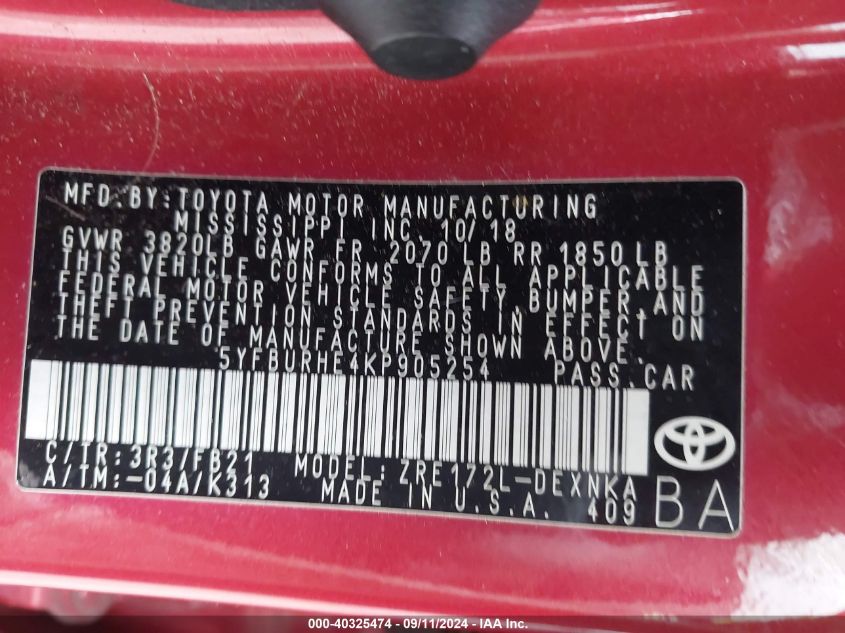 MFD.BY:TOYOTA MOTOR MANUFACTURING
MISSISSIPPI INC. 10/18
GVWR 3820LB GAWR FR 2070 LB RR 1850LB
THIS VEHICLE CONFORMS TO ALL APPLICABLE
FEDERAL MOTOR VEHICLE SAFETY, BUMPER, AND
THEFT PREVENTION STANDARDS IN EFFECT ON
THE DATE OF MANUFACTURE SHOWN ABOVE.
5YFBURHE4KP905254 PASS.CAR
C/TR:3R37/FB21 MODEL:ZRE172L-DEXNKA
A/TM:-04A/K313 MADE IN U.S.A. 409
BA
000-40325474 - 09/11/2024 - IAA Inc.